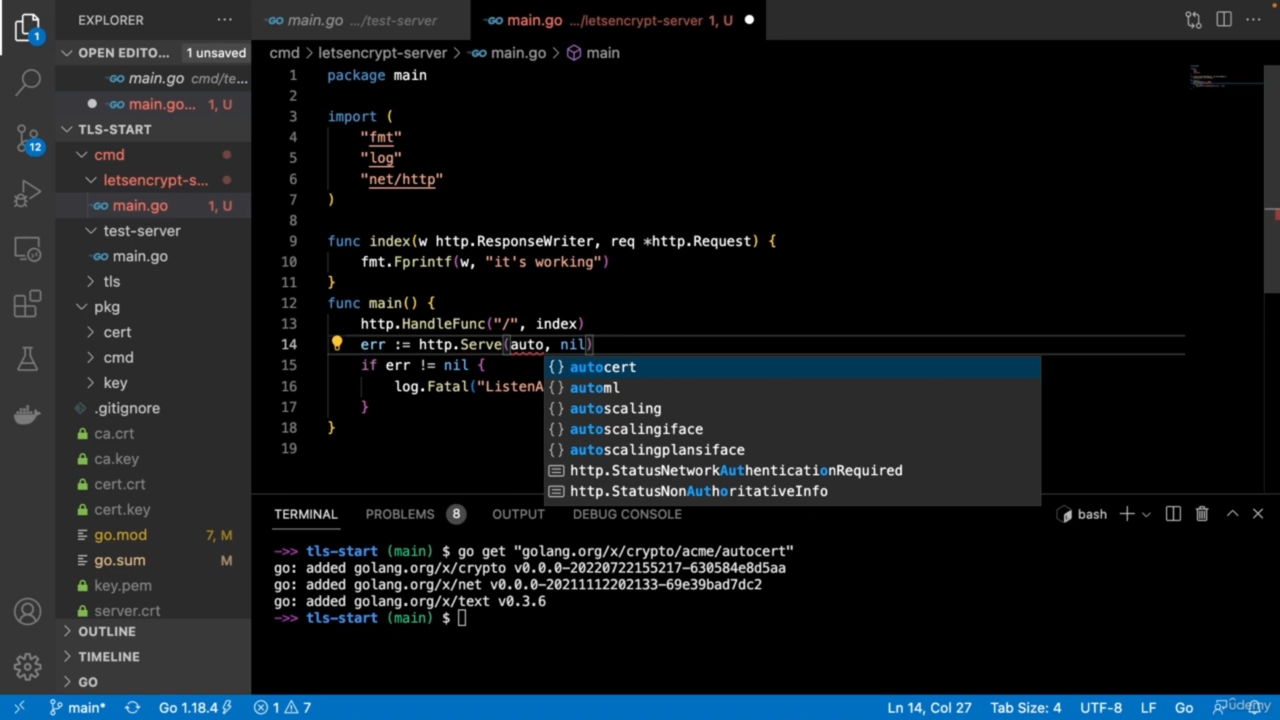 EXPLORER
OPEN EDITO... 1 unsaved
main.go cmd/te...
main.go... 1, U
TLS-START
cmd
letsencrypt-s...
main.go 1, U
test-server
main.go
tls
pkg
cert
cmd
key
.gitignore
ca.crt
ca.key
cert.crt
cert.key
go.mod 7, M
go.sum M
key.pem
server.crt
OUTLINE
TIMELINE
GO
1
12
main.go .../test-server
main.go .../letsencrypt-server 1, U
cmd > letsencrypt-server > main.go > main
1 package main
2
3 import (
4 "fmt"
5 "log"
6 "net/http"
7 )
8
9 func index(w http.ResponseWriter, req *http.Request) {
10 fmt.Fprintf(w, "it's working")
11 }
12 func main() {
13 http.HandleFunc("/", index)
14 err := http.Serve(auto, nil)
15 if err != nil {
16 log.Fatal("ListenA
17 }
18 }
19
{} autocert
{} automl
{} autoscaling
{} autoscalingiface
{} autoscalingplansiface
http.StatusNetworkAuthenticationRequired
http.StatusNonAuthoritativeInfo
TERMINAL PROBLEMS 8 OUTPUT DEBUG CONSOLE bash
->> tls-start (main) $ go get "golang.org/x/crypto/acme/autocert"
go: added golang.org/x/crypto v0.0.0-20220722155217-630584e8d5aa
go: added golang.org/x/net v0.0.0-20211112202133-69e39bad7dc2
go: added golang.org/x/text v0.3.6
->> tls-start (main) $
main* Go 1.18.4 1 7 Ln 14, Col 27 Tab Size: 4 UTF-8 LF Go
Udemy